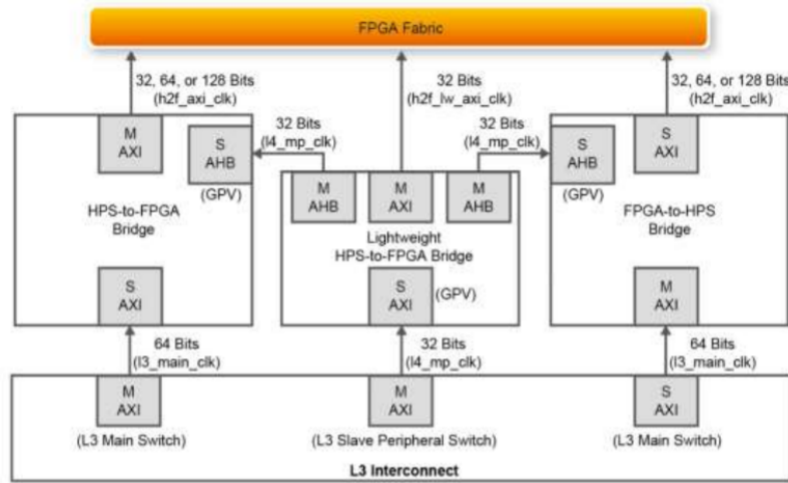 FPGA Fabric
32, 64, or 128 Bits
(h2f_axi_clk)
32 Bits
(h2f_lw_axi_clk)
32, 64, or 128 Bits
(h2f_axi_clk)
M
AXI
S
AHB
(GPV)
HPS-to-FPGA
Bridge
S
AXI
32 Bits
(l4_mp_clk)
32 Bits
(l4_mp_clk)
M
AHB
M
AXI
M
AHB
Lightweight
HPS-to-FPGA Bridge
S
AXI
(GPV)
S
AHB
(GPV)
S
AXI
FPGA-to-HPS
Bridge
M
AXI
64 Bits
(l3_main_clk)
32 Bits
(l4_mp_clk)
64 Bits
(l3_main_clk)
M
AXI
M
AXI
S
AXI
(L3 Main Switch)
(L3 Slave Peripheral Switch)
(L3 Main Switch)
L3 Interconnect